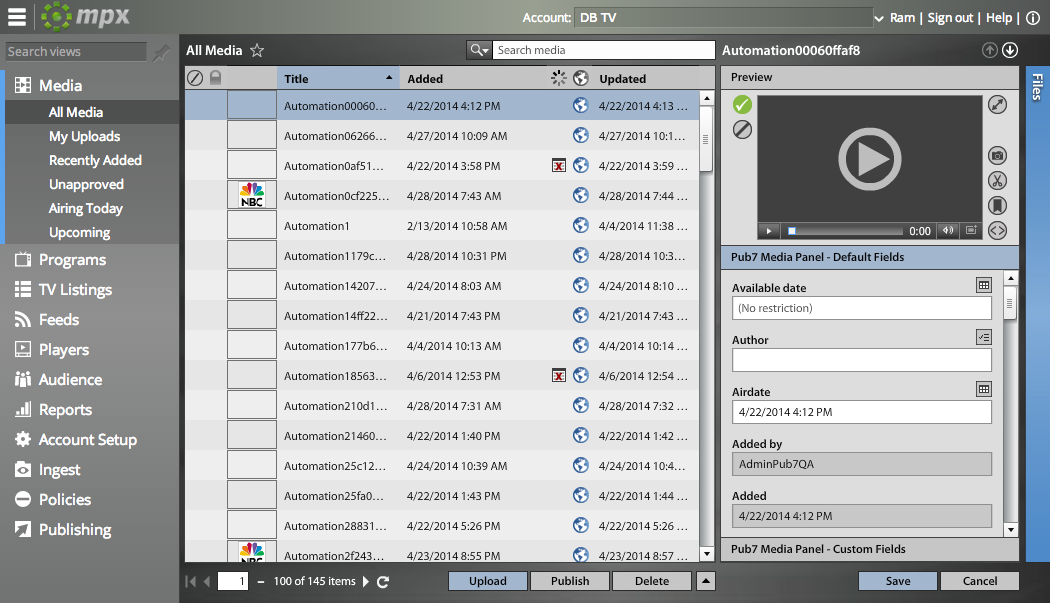 mpx
Account: DB TV
Ram | Sign out | Help |
Search views
Media
All Media
My Uploads
Recently Added
Unapproved
Airing Today
Upcoming
Programs
TV Listings
Feeds
Players
Audience
Reports
Account Setup
Ingest
Policies
Publishing
All Media
Search media
Title Added Updated
Automation00060... 4/22/2014 4:12 PM 4/22/2014 4:13 ...
Automation06266... 4/27/2014 10:09 AM 4/27/2014 10:1...
Automation0af51... 4/22/2014 3:58 PM 4/22/2014 3:59 ...
NBC Automation0cf225... 4/28/2014 7:43 AM 4/28/2014 7:44 ...
Automation1 2/13/2014 10:58 AM 4/4/2014 11:38 ...
Automation1179c... 4/28/2014 10:31 PM 4/28/2014 10:3...
Automation14207... 4/24/2014 8:03 AM 4/24/2014 8:10 ...
Automation14ff22... 4/21/2014 7:43 PM 4/21/2014 7:43 ...
Automation177b6... 4/4/2014 10:13 AM 4/4/2014 10:14 ...
Automation18563... 4/6/2014 12:53 PM 4/6/2014 12:54 ...
Automation210d1... 4/28/2014 7:31 AM 4/28/2014 7:32 ...
Automation21460... 4/22/2014 1:40 PM 4/22/2014 1:42 ...
Automation25c12... 4/24/2014 10:39 AM 4/24/2014 10:4...
Automation25fa0... 4/22/2014 1:43 PM 4/22/2014 1:44 ...
Automation28831... 4/22/2014 5:26 PM 4/22/2014 5:26 ...
NBC Automation2f243... 4/23/2014 8:55 PM 4/23/2014 8:57 ...
1 – 100 of 145 items
Upload Publish Delete
Automation00060ffaf8
Preview
0:00
Pub7 Media Panel - Default Fields
Available date
(No restriction)
Author
Airdate
4/22/2014 4:12 PM
Added by
AdminPub7QA
Added
4/22/2014 4:12 PM
Pub7 Media Panel - Custom Fields
Save Cancel
Files